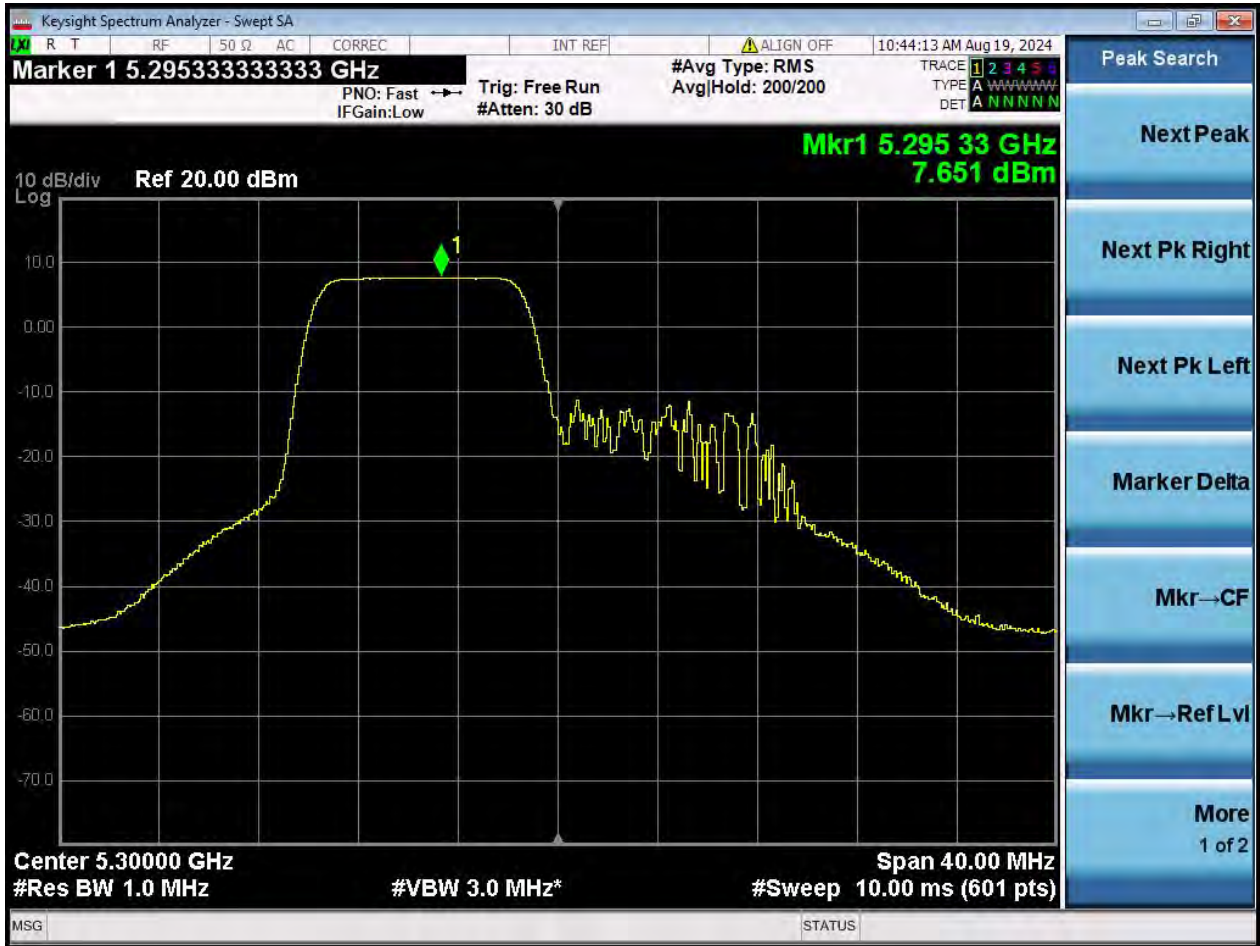 Keysight Spectrum Analyzer - Swept SA
LXI R T RF 50 Ω AC CORREC INT REF ALIGN OFF 10:44:13 AM Aug 19, 2024
Marker 1 5.295333333333 GHz
PNO: Fast
IFGain:Low
Trig: Free Run
#Atten: 30 dB
#Avg Type: RMS
Avg|Hold: 200/200
TRACE 1 2 3 4 5 6
TYPE A WWWWW
DET A N N N N N
Mkr1 5.295 33 GHz
7.651 dBm
10 dB/div Ref 20.00 dBm
Log
1
10.0
0.00
-10.0
-20.0
-30.0
-40.0
-50.0
-60.0
-70.0
Center 5.30000 GHz Span 40.00 MHz
#Res BW 1.0 MHz #VBW 3.0 MHz* #Sweep 10.00 ms (601 pts)
MSG STATUS
Peak Search
Next Peak
Next Pk Right
Next Pk Left
Marker Delta
Mkr→CF
Mkr→Ref Lvl
More
1 of 2